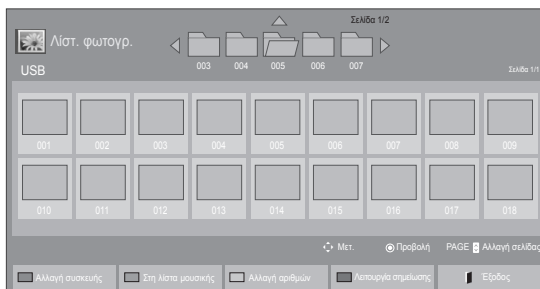 Σελίδα 1/2
Λίστ. φωτογρ.
003 004 005 006 007
USB
Σελίδα 1/1
001 002 003 004 005 006 007 008 009
010 011 012 013 014 015 016 017 018
Μετ. Προβολή PAGE Αλλαγή σελίδας
Αλλαγή συσκευής Στη λίστα μουσικής Αλλαγή αριθμών Λειτουργία σημείωσης Έξοδος